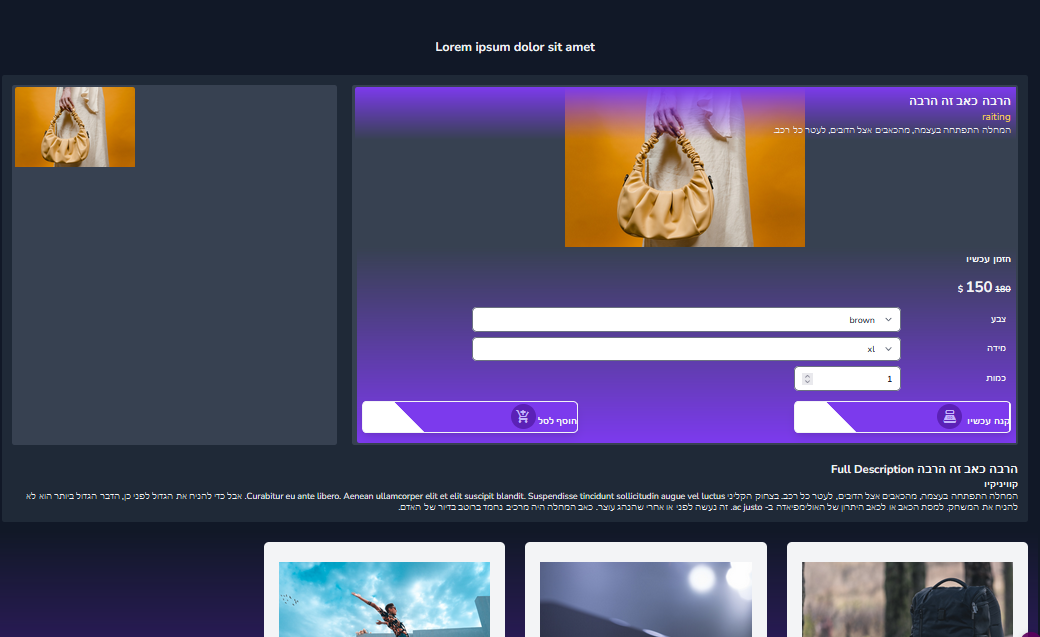 Lorem ipsum dolor sit amet
הרבה כאב זה הרבה
raiting
המחלה התפתחה בעצמה, מהכאבים אצל הדובים, לעטר כל רכב.
הזמן עכשיו
180 150 $
צבע
brown
מידה
xl
כמות
1
קנה עכשיו
הוסף לסל
הרבה כאב זה הרבה Full Description
קוויניקיו
המחלה התפתחה בעצמה, מהכאבים אצל הדובים, לעטר כל רכב. בצחוק הקליני Curabitur eu ante libero. Aenean ullamcorper elit et elit suscipit blandit. Suspendisse tincidunt sollicitudin augue vel luctus. אבל כדי להניח את הגדול לפני כן, הדבר הגדול ביותר הוא לא
להניח את המשחק. למסת הכאב או לכאב היתרון של האולימפיאדה ב- ac justo. זה נעשה לפני או אחרי שהנהג עוצר. כאב המחלה היה מרכיב נחמד ברוטב בדיור של האדם.